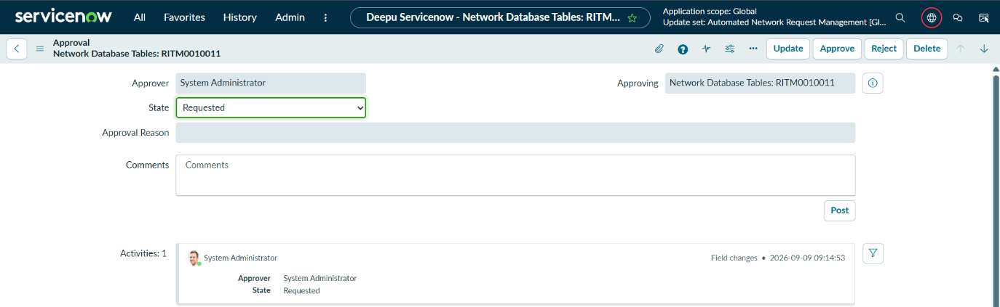 servicenow All Favorites History Admin Deepu Servicenow - Network Database Tables: RITM... Application scope: Global
Update set: Automated Network Request Management [Gl...
Approval
Network Database Tables: RITM0010011
Update Approve Reject Delete
Approver System Administrator Approving Network Database Tables: RITM0010011
State Requested
Approval Reason
Comments Comments
Post
Activities: 1 System Administrator Field changes • 2026-09-09 09:14:53
Approver System Administrator
State Requested